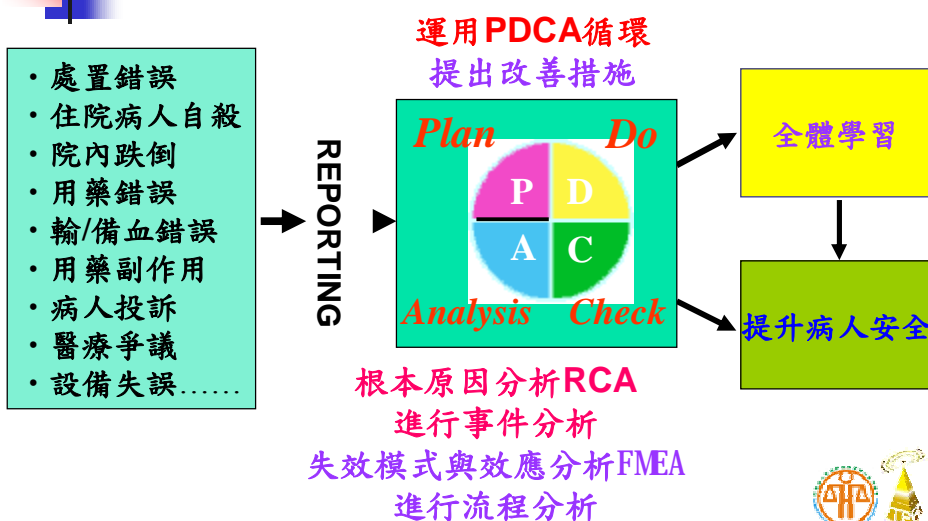 運用PDCA循環
提出改善措施
・處置錯誤
・住院病人自殺
・院內跌倒
・用藥錯誤
・輸/備血錯誤
・用藥副作用
・病人投訴
・醫療爭議
・設備失誤……
REPORTING
Plan Do
P D
A C
Analysis Check
全體學習
提升病人安全
根本原因分析RCA
進行事件分析
失效模式與效應分析FMEA
進行流程分析